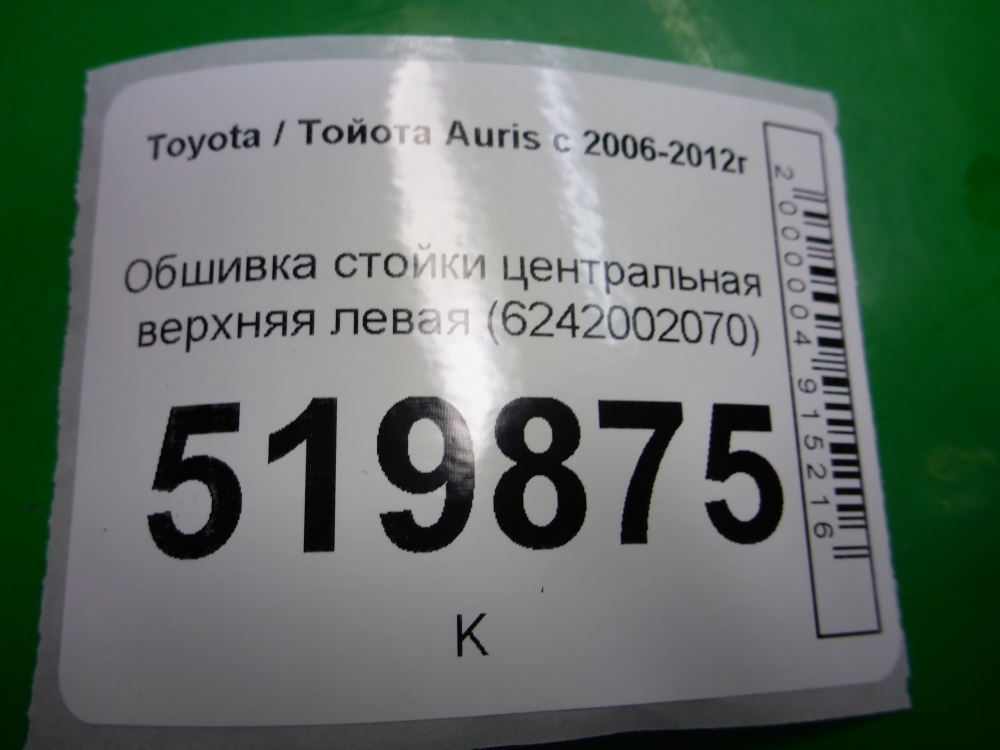 Toyota / Тойота Auris с 2006-2012г
Обшивка стойки центральная
верхняя левая (6242002070)
519875
К
2000004915216